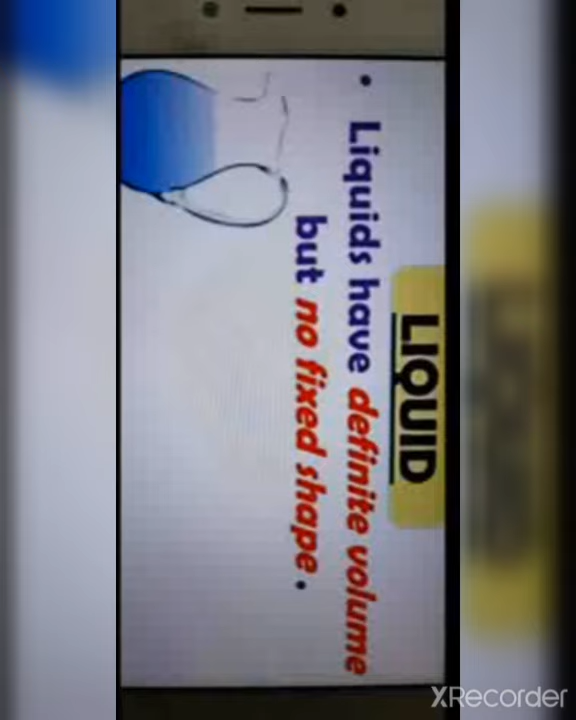 LIQUID
• Liquids have definite volume
but no fixed shape.
XRecorder